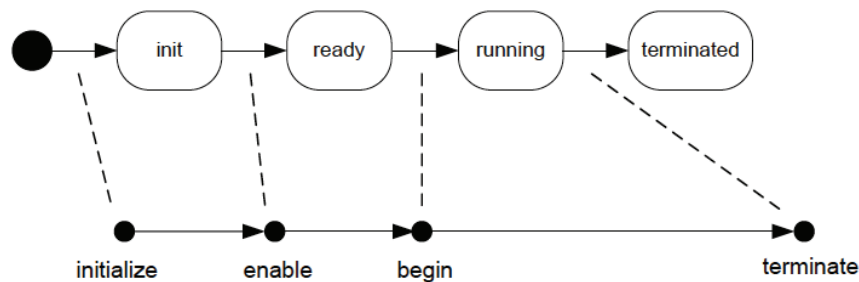 init
ready
running
terminated
initialize
enable
begin
terminate